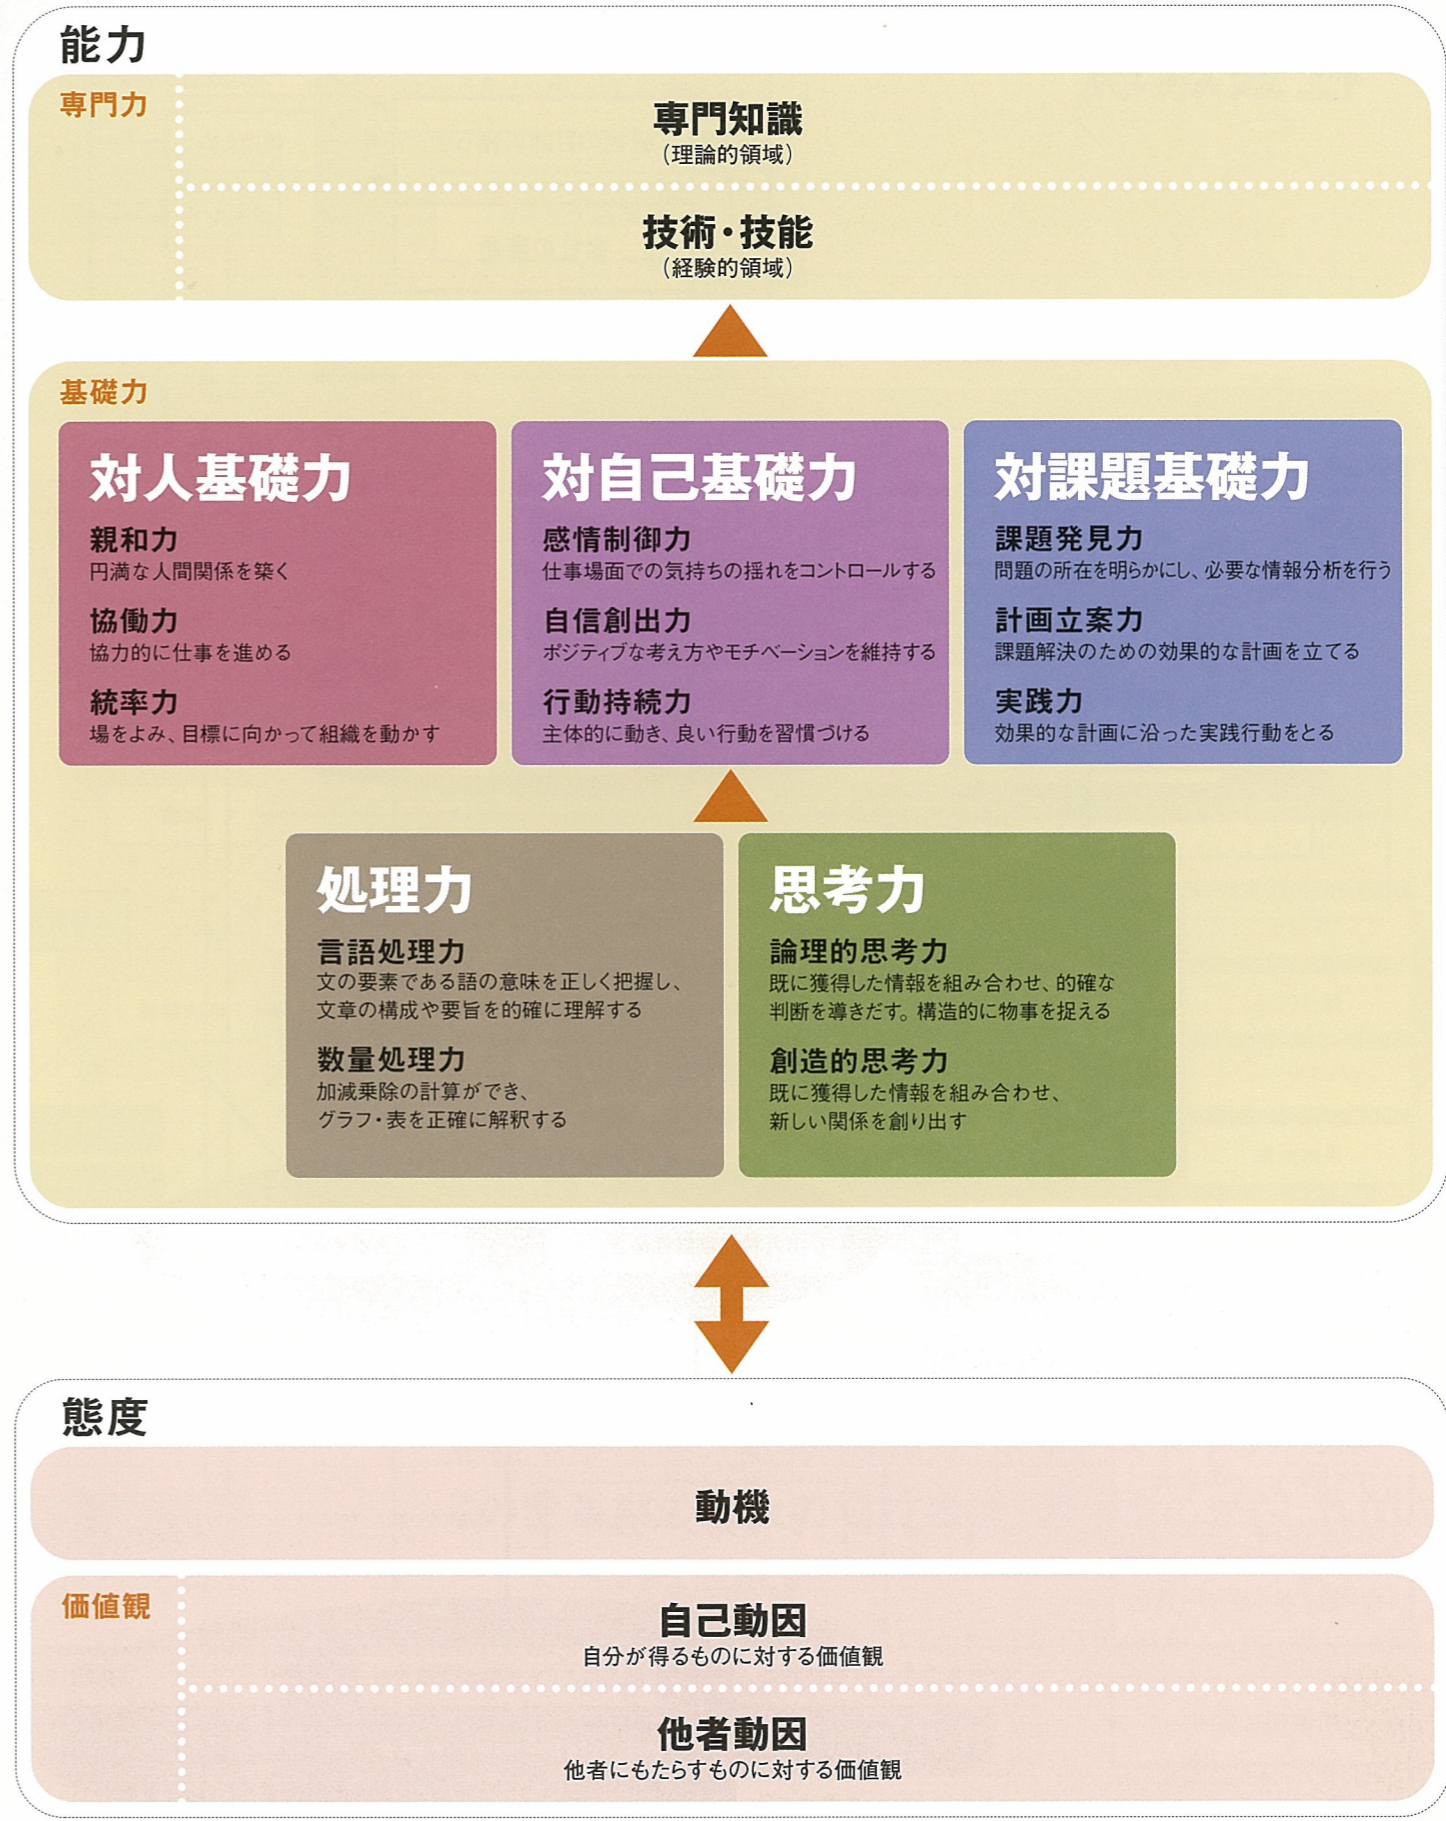 能力
専門力
専門知識
（理論的領域）
技術・技能
（経験的領域）
基礎力
対人基礎力
親和力
円満な人間関係を築く
協働力
協力的に仕事を進める
統率力
場をよみ、目標に向かって組織を動かす
対自己基礎力
感情制御力
仕事場面での気持ちの揺れをコントロールする
自信創出力
ポジティブな考え方やモチベーションを維持する
行動持続力
主体的に動き、良い行動を習慣づける
対課題基礎力
課題発見力
問題の所在を明らかにし、必要な情報分析を行う
計画立案力
課題解決のための効果的な計画を立てる
実践力
効果的な計画に沿った実践行動をとる
処理力
言語処理力
文の要素である語の意味を正しく把握し、
文章の構成や要旨を的確に理解する
数量処理力
加減乗除の計算ができ、
グラフ・表を正確に解釈する
思考力
論理的思考力
既に獲得した情報を組み合わせ、的確な
判断を導きだす。構造的に物事を捉える
創造的思考力
既に獲得した情報を組み合わせ、
新しい関係を創り出す
態度
動機
価値観
自己動因
自分が得るものに対する価値観
他者動因
他者にもたらすものに対する価値観